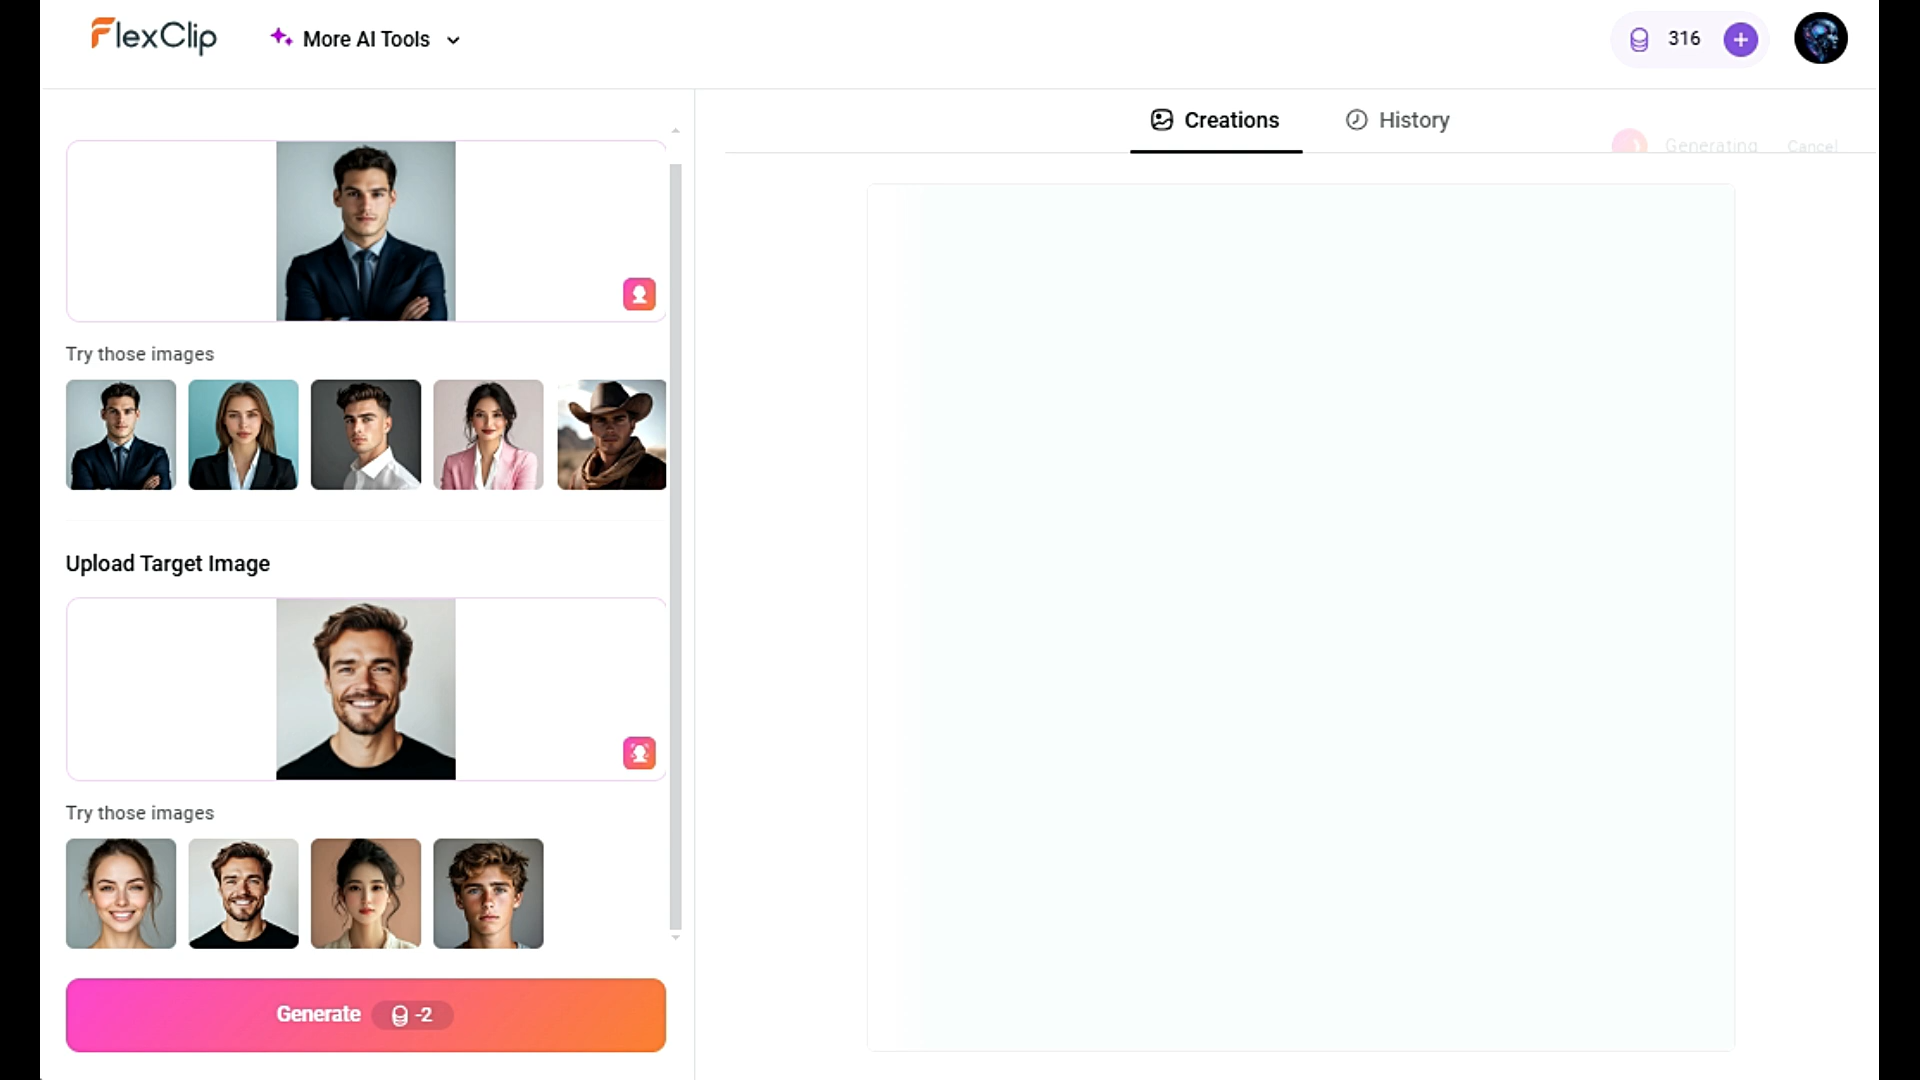 FlexClip
More AI Tools
316
Creations
History
Generating
Cancel
Try those images
Upload Target Image
Try those images
Generate
-2